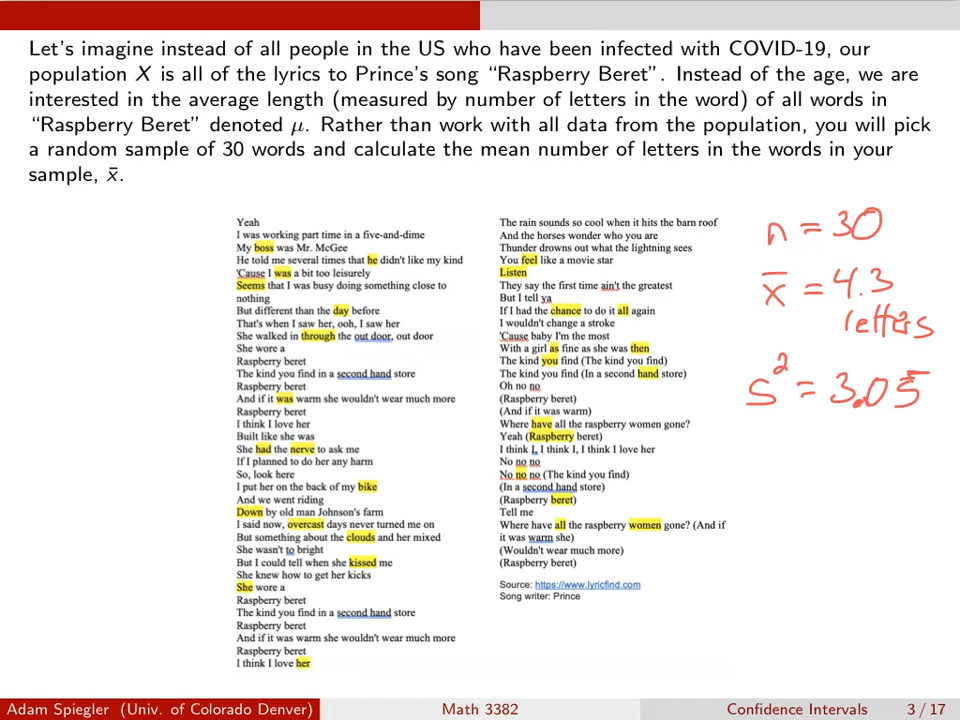 Let's imagine instead of all people in the US who have been infected with COVID-19, our
population X is all of the lyrics to Prince's song "Raspberry Beret". Instead of the age, we are
interested in the average length (measured by number of letters in the word) of all words in
"Raspberry Beret" denoted μ. Rather than work with all data from the population, you will pick
a random sample of 30 words and calculate the mean number of letters in the words in your
sample, x̄.
Yeah
I was working part time in a five-and-dime
My boss was Mr. McGee
He told me several times that he didn't like my kind
'Cause I was a bit too leisurely
Seems that I was busy doing something close to
nothing
But different than the day before
That's when I saw her, ooh, I saw her
She walked in through the out door, out door
She wore a
Raspberry beret
The kind you find in a second hand store
Raspberry beret
And if it was warm she wouldn't wear much more
Raspberry beret
I think I love her
Built like she was
She had the nerve to ask me
If I planned to do her any harm
So, look here
I put her on the back of my bike
And we went riding
Down by old man Johnson's farm
I said now, overcast days never turned me on
But something about the clouds and her mixed
She wasn't to bright
But I could tell when she kissed me
She knew how to get her kicks
She wore a
Raspberry beret
The kind you find in a second hand store
Raspberry beret
And if it was warm she wouldn't wear much more
Raspberry beret
I think I love her
The rain sounds so cool when it hits the barn roof
And the horses wonder who you are
Thunder drowns out what the lightning sees
You feel like a movie star
Listen
They say the first time ain't the greatest
But I tell ya
If I had the chance to do it all again
I wouldn't change a stroke
'Cause baby I'm the most
With a girl as fine as she was then
The kind you find (The kind you find)
The kind you find (In a second hand store)
Oh no no
(Raspberry beret)
(And if it was warm)
Where have all the raspberry women gone?
Yeah (Raspberry beret)
I think I, I think I, I think I love her
No no no
No no no (The kind you find)
(In a second hand store)
(Raspberry beret)
Tell me
Where have all the raspberry women gone? (And if
it was warm she)
(Wouldn't wear much more)
(Raspberry beret)
Source: https://www.lyricfind.com
Song writer: Prince
n = 30
x̄ = 4.3
letters
s² = 3.05
Adam Spiegler (Univ. of Colorado Denver) Math 3382 Confidence Intervals 3 / 17